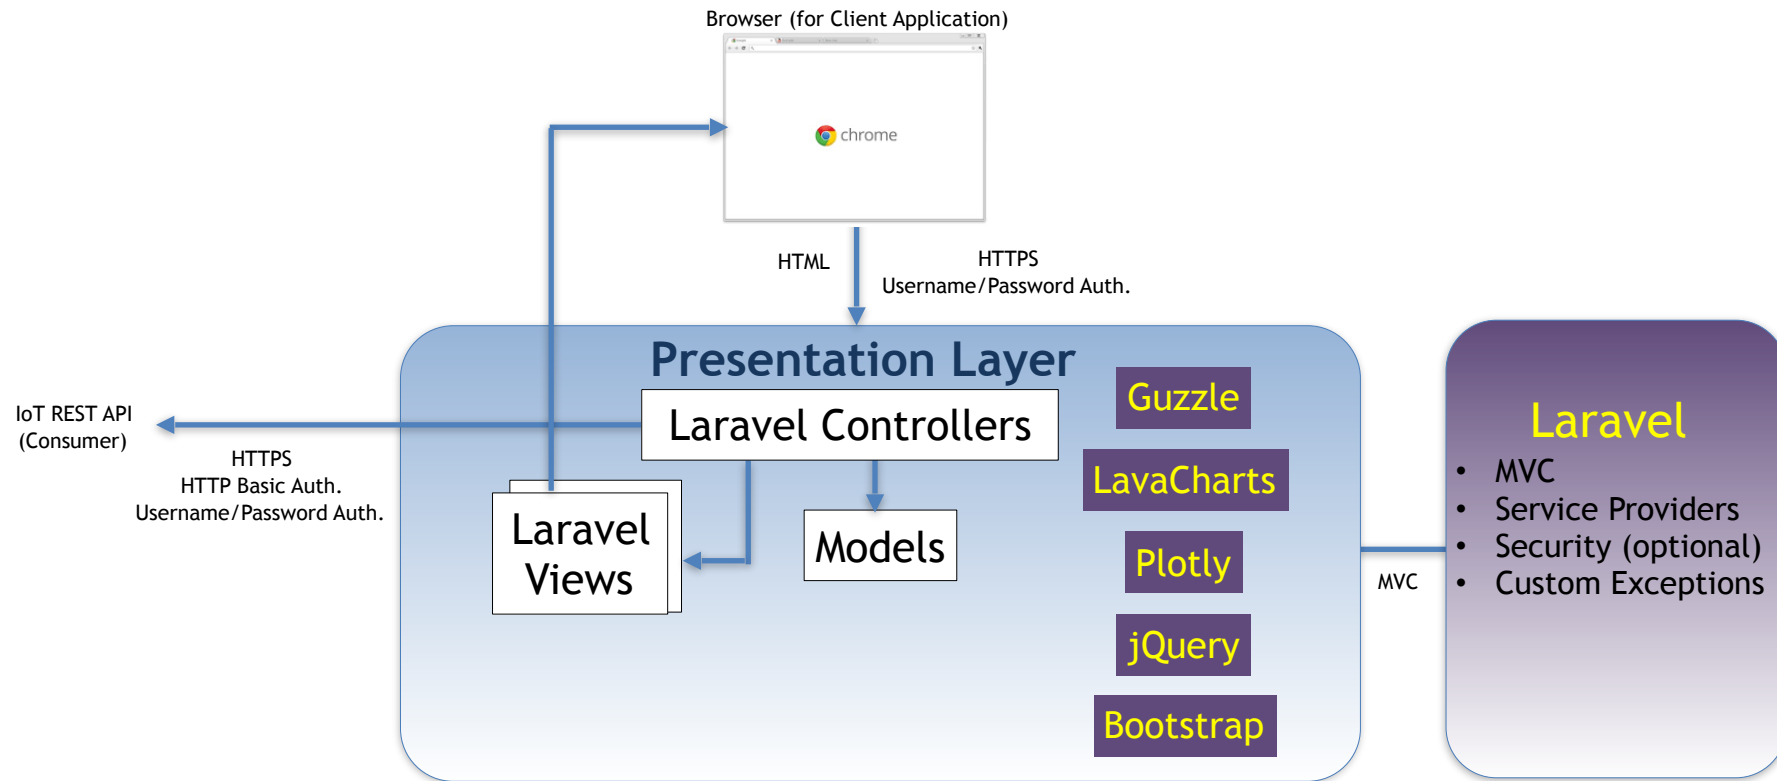 Browser (for Client Application)
chrome
HTML
HTTPS
Username/Password Auth.
Presentation Layer
Laravel Controllers
IoT REST API
(Consumer)
HTTPS
HTTP Basic Auth.
Username/Password Auth.
Laravel
Views
Models
Guzzle
LavaCharts
Plotly
jQuery
Bootstrap
MVC
Laravel
• MVC
• Service Providers
• Security (optional)
• Custom Exceptions